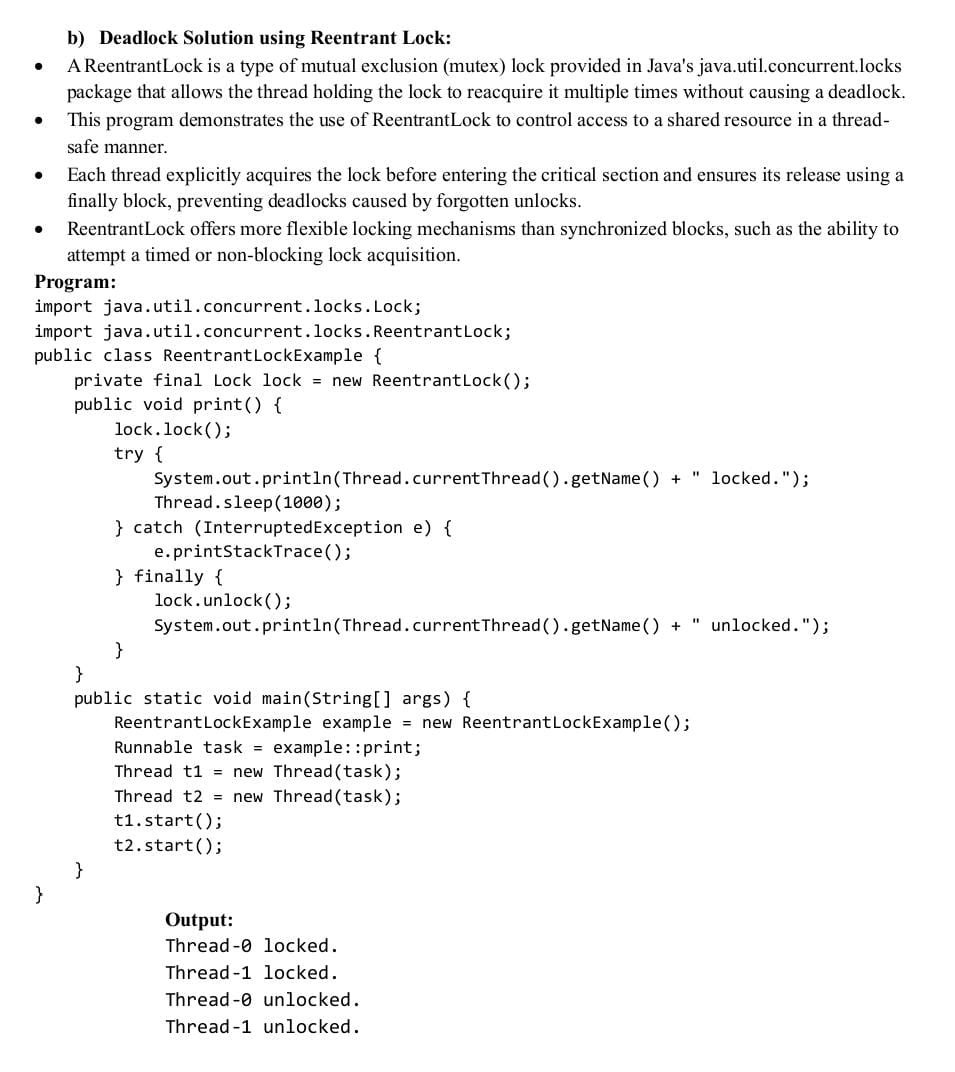 b) Deadlock Solution using Reentrant Lock:
• A ReentrantLock is a type of mutual exclusion (mutex) lock provided in Java's java.util.concurrent.locks
package that allows the thread holding the lock to reacquire it multiple times without causing a deadlock.
• This program demonstrates the use of ReentrantLock to control access to a shared resource in a thread-
safe manner.
• Each thread explicitly acquires the lock before entering the critical section and ensures its release using a
finally block, preventing deadlocks caused by forgotten unlocks.
• ReentrantLock offers more flexible locking mechanisms than synchronized blocks, such as the ability to
attempt a timed or non-blocking lock acquisition.
Program:
import java.util.concurrent.locks.Lock;
import java.util.concurrent.locks.ReentrantLock;
public class ReentrantLockExample {
    private final Lock lock = new ReentrantLock();
    public void print() {
        lock.lock();
        try {
            System.out.println(Thread.currentThread().getName() + " locked.");
            Thread.sleep(1000);
        } catch (InterruptedException e) {
            e.printStackTrace();
        } finally {
            lock.unlock();
            System.out.println(Thread.currentThread().getName() + " unlocked.");
        }
    }
    public static void main(String[] args) {
        ReentrantLockExample example = new ReentrantLockExample();
        Runnable task = example::print;
        Thread t1 = new Thread(task);
        Thread t2 = new Thread(task);
        t1.start();
        t2.start();
    }
}
Output:
Thread-0 locked.
Thread-1 locked.
Thread-0 unlocked.
Thread-1 unlocked.